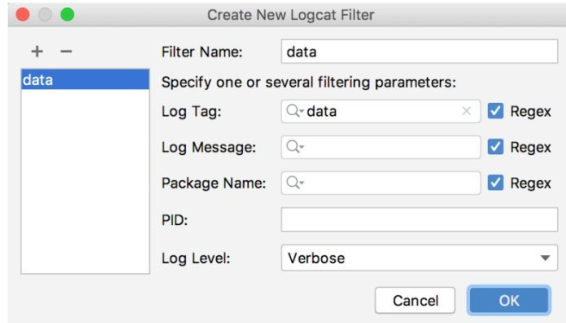 Create New Logcat Filter
+ −
data
Filter Name: data
Specify one or several filtering parameters:
Log Tag: data × Regex
Log Message: Regex
Package Name: Regex
PID:
Log Level: Verbose
Cancel OK